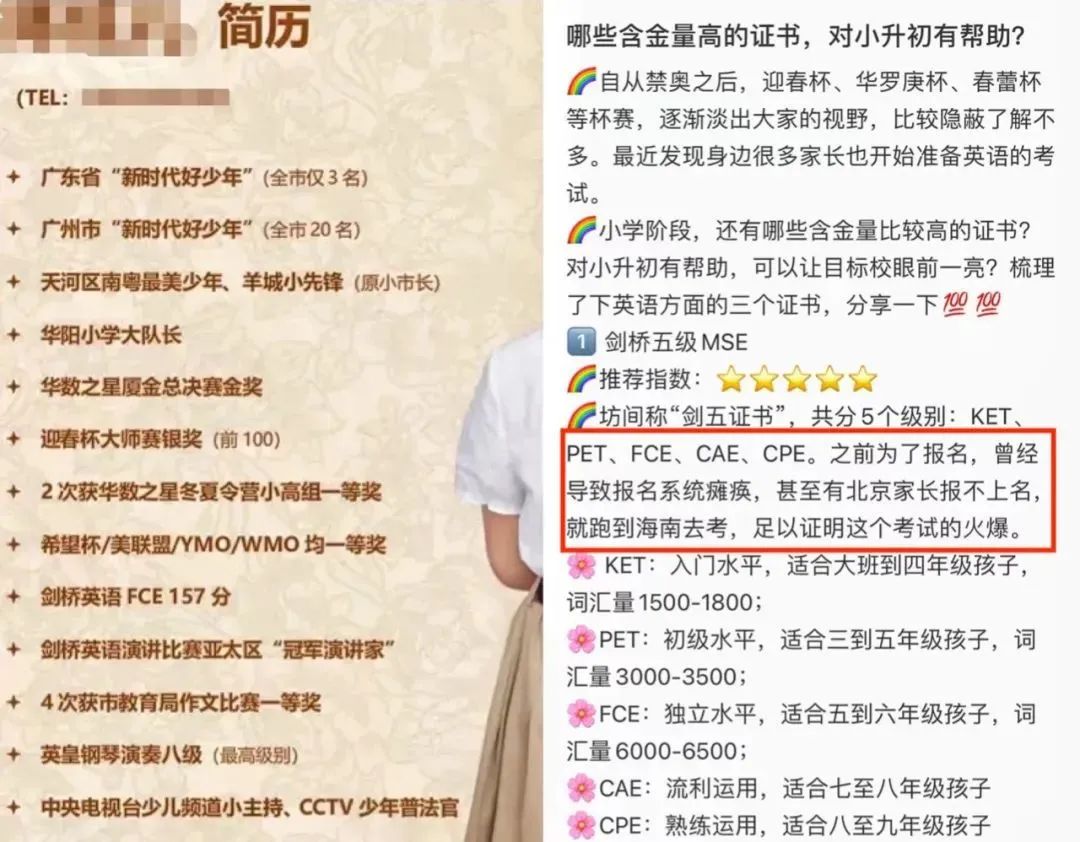 简历
(TEL:
广东省“新时代好少年”(全市仅3名)
广州市“新时代好少年”(全市20名)
天河区南粤最美少年、羊城小先锋(原小市长)
华阳小学大队长
华数之星厦金总决赛金奖
迎春杯大师赛银奖(前100)
2次获华数之星冬夏令营小高组一等奖
希望杯/美联盟/YMO/WMO均一等奖
剑桥英语FCE 157分
剑桥英语演讲比赛亚太区“冠军演讲家”
4次获市教育局作文比赛一等奖
英皇钢琴演奏八级(最高级别)
中央电视台少儿频道小主持、CCTV少年普法官
哪些含金量高的证书，对小升初有帮助?
🌈自从禁奥之后，迎春杯、华罗庚杯、春蕾杯
等杯赛，逐渐淡出大家的视野，比较隐蔽了解不
多。最近发现身边很多家长也开始准备英语的考
试。
🌈小学阶段，还有哪些含金量比较高的证书?
对小升初有帮助，可以让目标校眼前一亮? 梳理
了下英语方面的三个证书，分享一下💯 💯
1️⃣ 剑桥五级MSE
🌈推荐指数：⭐⭐⭐⭐⭐
🌈坊间称“剑五证书”，共分5个级别：KET、
PET、FCE、CAE、CPE。之前为了报名，曾经
导致报名系统瘫痪，甚至有北京家长报不上名，
就跑到海南去考，足以证明这个考试的火爆。
🌸 KET：入门水平，适合大班到四年级孩子，
词汇量1500-1800；
🌸PET：初级水平，适合三到五年级孩子，词
汇量3000-3500；
🌸FCE：独立水平，适合五到六年级孩子，词
汇量6000-6500；
🌸CAE：流利运用，适合七至八年级孩子
🌸CPE：熟练运用，适合八至九年级孩子